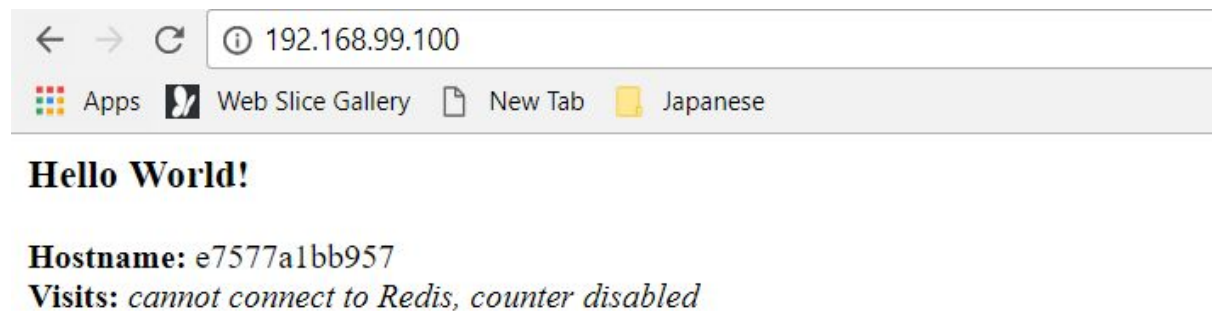 192.168.99.100
Apps Web Slice Gallery New Tab Japanese
Hello World!
Hostname: e7577a1bb957
Visits: cannot connect to Redis, counter disabled